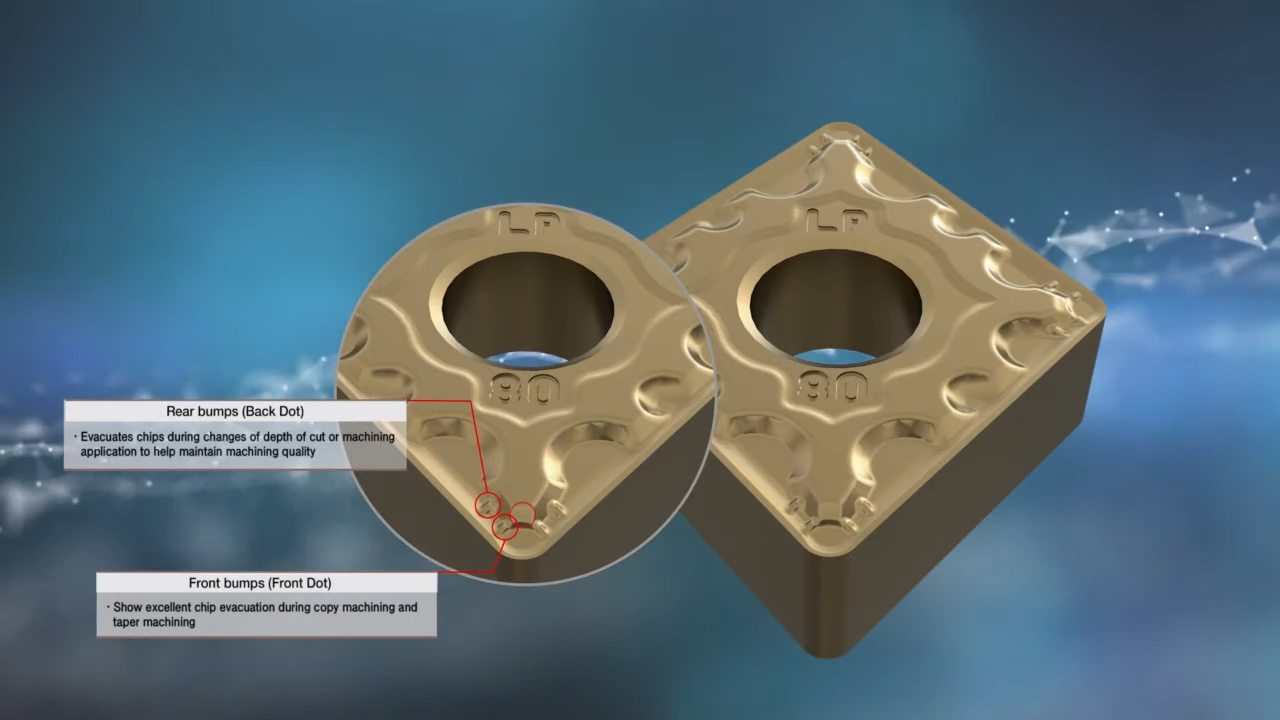 LP
LP
80
80
Rear bumps (Back Dot)
· Evacuates chips during changes of depth of cut or machining
application to help maintain machining quality
Front bumps (Front Dot)
· Show excellent chip evacuation during copy machining and
taper machining